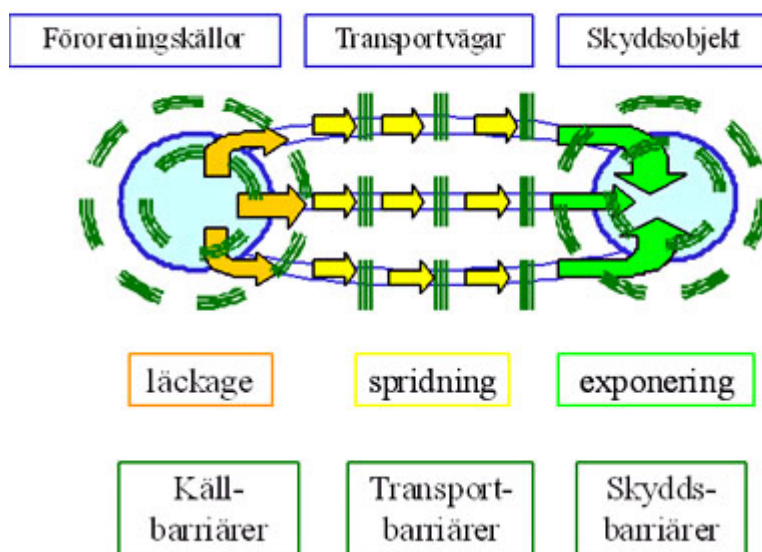 Föroreningskällor
Transportvägar
Skyddsobjekt
läckage
spridning
exponering
Käll-
barriärer
Transport-
barriärer
Skydds-
barriärer